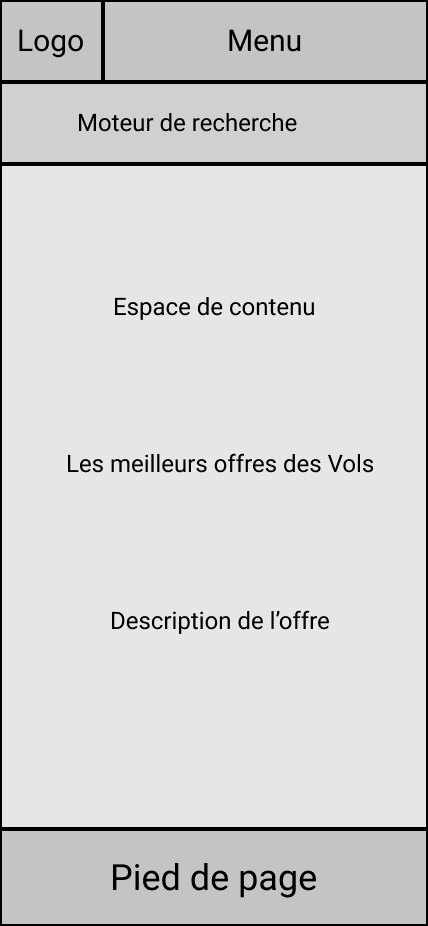 Logo
Menu
Moteur de recherche
Espace de contenu
Les meilleurs offres des Vols
Description de l’offre
Pied de page